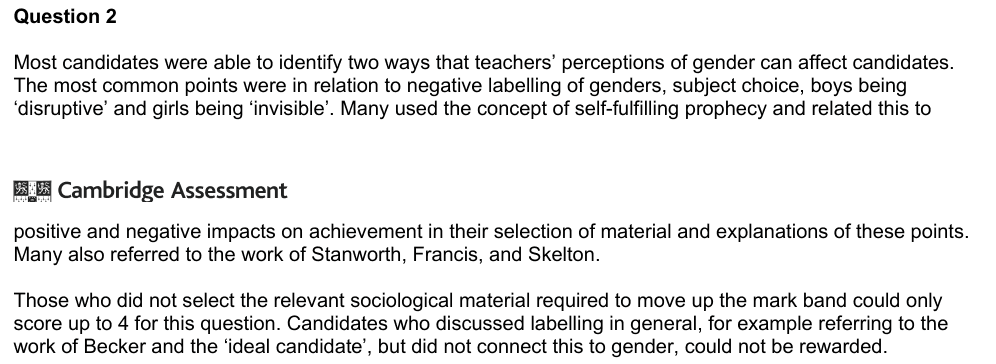 Question 2
Most candidates were able to identify two ways that teachers’ perceptions of gender can affect candidates.
The most common points were in relation to negative labelling of genders, subject choice, boys being
‘disruptive’ and girls being ‘invisible’. Many used the concept of self-fulfilling prophecy and related this to
Cambridge Assessment
positive and negative impacts on achievement in their selection of material and explanations of these points.
Many also referred to the work of Stanworth, Francis, and Skelton.
Those who did not select the relevant sociological material required to move up the mark band could only
score up to 4 for this question. Candidates who discussed labelling in general, for example referring to the
work of Becker and the ‘ideal candidate’, but did not connect this to gender, could not be rewarded.